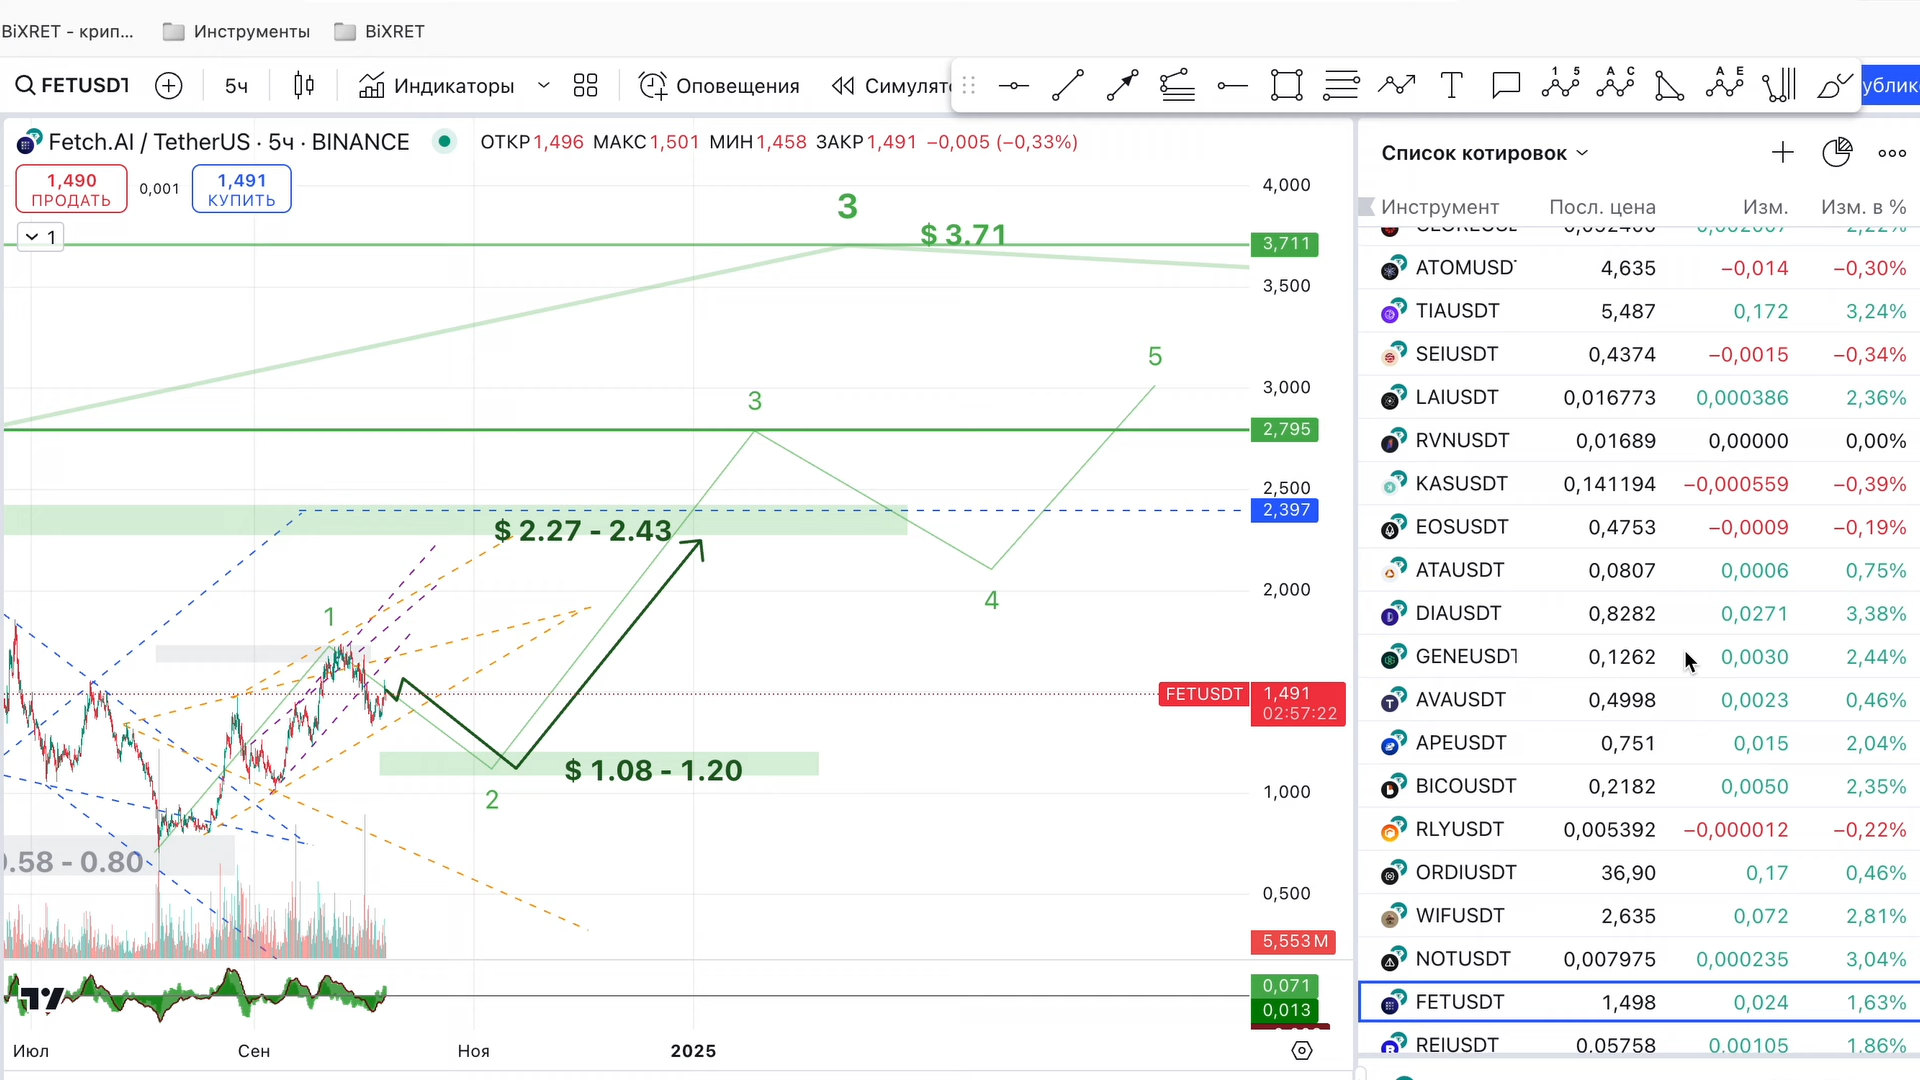 BiXRET - крип...
Инструменты
BiXRET
FETUSDT
5ч
Индикаторы
Оповещения
1 5
A C
A E
Fetch.AI / TetherUS · 5ч · BINANCE
ОТКР 1,496 МАКС 1,501 МИН 1,458 ЗАКР 1,491 −0,005 (−0,33%)
1,490
ПРОДАТЬ
0,001
1,491
КУПИТЬ
1
3
$ 3.71
3
5
$ 2.27 - 2.43
4
1
$ 1.08 - 1.20
2
.58 - 0.80
4,000
3,711
3,500
3,000
2,795
2,500
2,397
2,000
FETUSDT
1,491
02:57:22
1,000
0,500
5,553 M
0,071
0,013
Июл
Сен
Ноя
2025
Список котировок
Инструмент Посл. цена Изм. Изм. в %
ATOMUSD 4,635 −0,014 −0,30%
TIAUSDT 5,487 0,172 3,24%
SEIUSDT 0,4374 −0,0015 −0,34%
LAIUSDT 0,016773 0,000386 2,36%
RVNUSDT 0,01689 0,00000 0,00%
KASUSDT 0,141194 −0,000559 −0,39%
EOSUSDT 0,4753 −0,0009 −0,19%
ATAUSDT 0,0807 0,0006 0,75%
DIAUSDT 0,8282 0,0271 3,38%
GENEUSDT 0,1262 0,0030 2,44%
AVAUSDT 0,4998 0,0023 0,46%
APEUSDT 0,751 0,015 2,04%
BICOUSDT 0,2182 0,0050 2,35%
RLYUSDT 0,005392 −0,000012 −0,22%
ORDIUSDT 36,90 0,17 0,46%
WIFUSDT 2,635 0,072 2,81%
NOTUSDT 0,007975 0,000235 3,04%
FETUSDT 1,498 0,024 1,63%
REIUSDT 0,05758 0,00105 1,86%